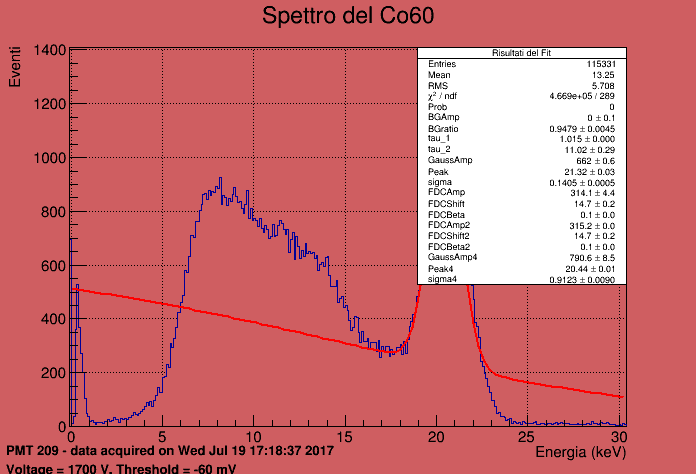 Spettro del Co60
Eventi
1400
1200
1000
800
600
400
200
0
0 5 10 15 20 25 30
Energia (keV)
Risultati del Fit
Entries 115331
Mean 13.25
RMS 5.708
χ² / ndf 4.669e+05 / 289
Prob 0
BGAmp 0 ± 0.1
BGratio 0.9479 ± 0.0045
tau_1 1.015 ± 0.000
tau_2 11.02 ± 0.29
GaussAmp 662 ± 0.6
Peak 21.32 ± 0.03
sigma 0.1405 ± 0.0005
FDCAmp 314.1 ± 4.4
FDCShift 14.7 ± 0.2
FDCBeta 0.1 ± 0.0
FDCAmp2 315.2 ± 0.0
FDCShift2 14.7 ± 0.2
FDCBeta2 0.1 ± 0.0
GaussAmp4 790.6 ± 8.5
Peak4 20.44 ± 0.01
sigma4 0.9123 ± 0.0090
PMT 209 - data acquired on Wed Jul 19 17:18:37 2017
Voltage = 1700 V, Threshold = -60 mV